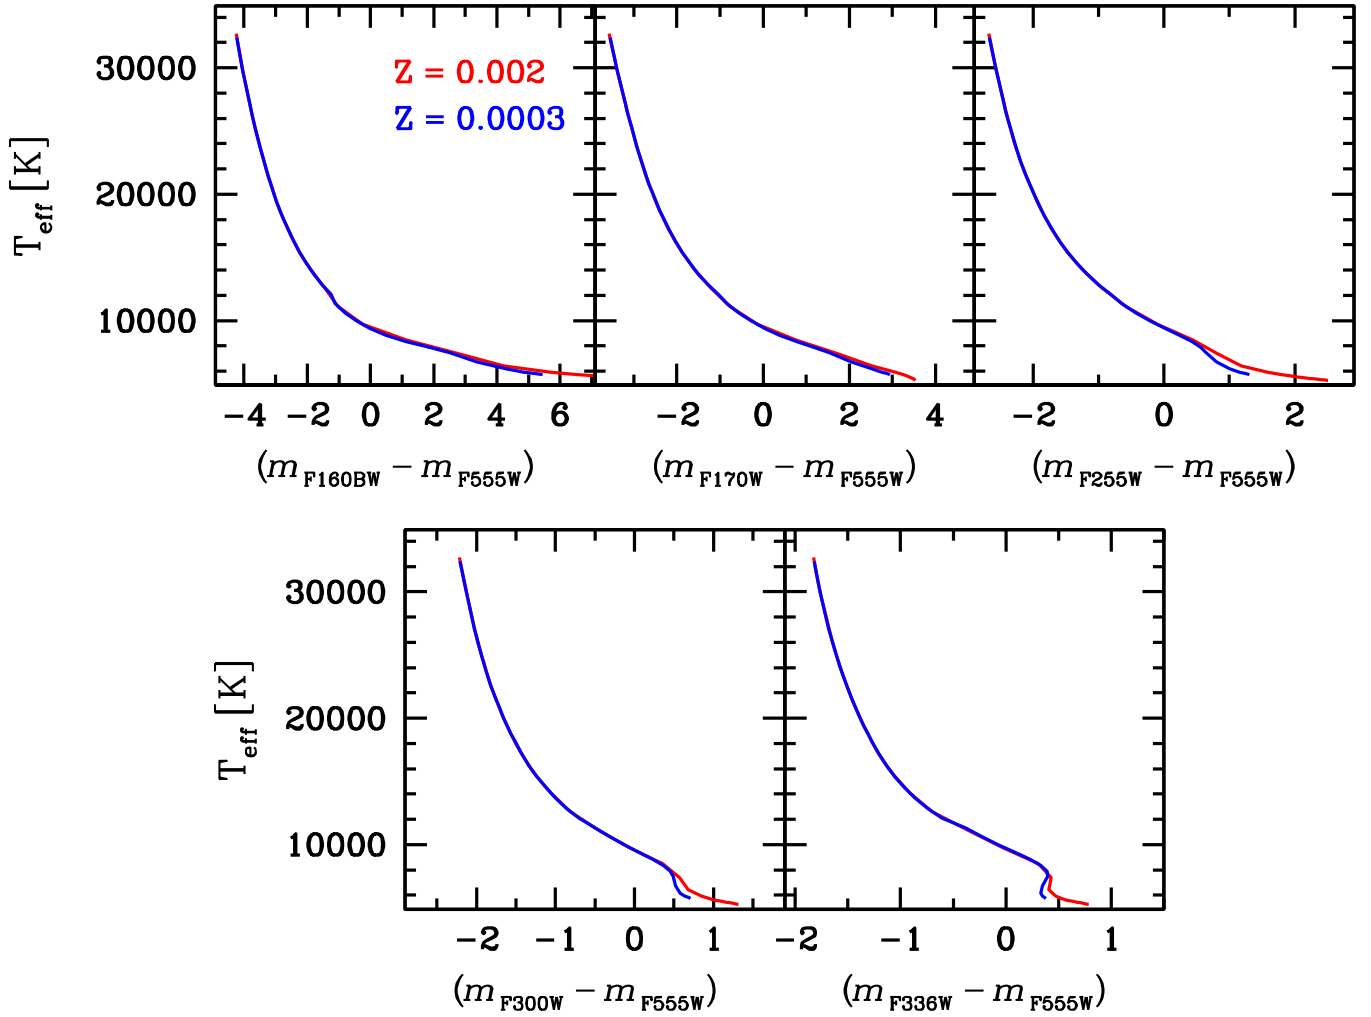 Z = 0.002
Z = 0.0003
T_eff [K]
30000
20000
10000
−4 −2 0 2 4 6
−2 0 2 4
−2 0 2
(m_F160BW − m_F555W)
(m_F170W − m_F555W)
(m_F255W − m_F555W)
T_eff [K]
30000
20000
10000
−2 −1 0 1
−2 −1 0 1
(m_F300W − m_F555W)
(m_F336W − m_F555W)